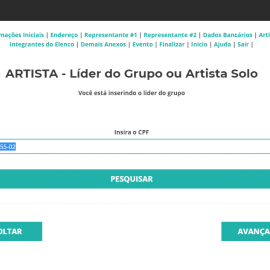 mações Iniciais | Endereço | Representante #1 | Representante #2 | Dados Bancários | Arti
Integrantes do Elenco | Demais Anexos | Evento | Finalizar | Início | Ajuda | Sair |
ARTISTA - Líder do Grupo ou Artista Solo
Você está inserindo o líder do grupo
Insira o CPF
55-02
PESQUISAR
OLTAR
AVANÇA